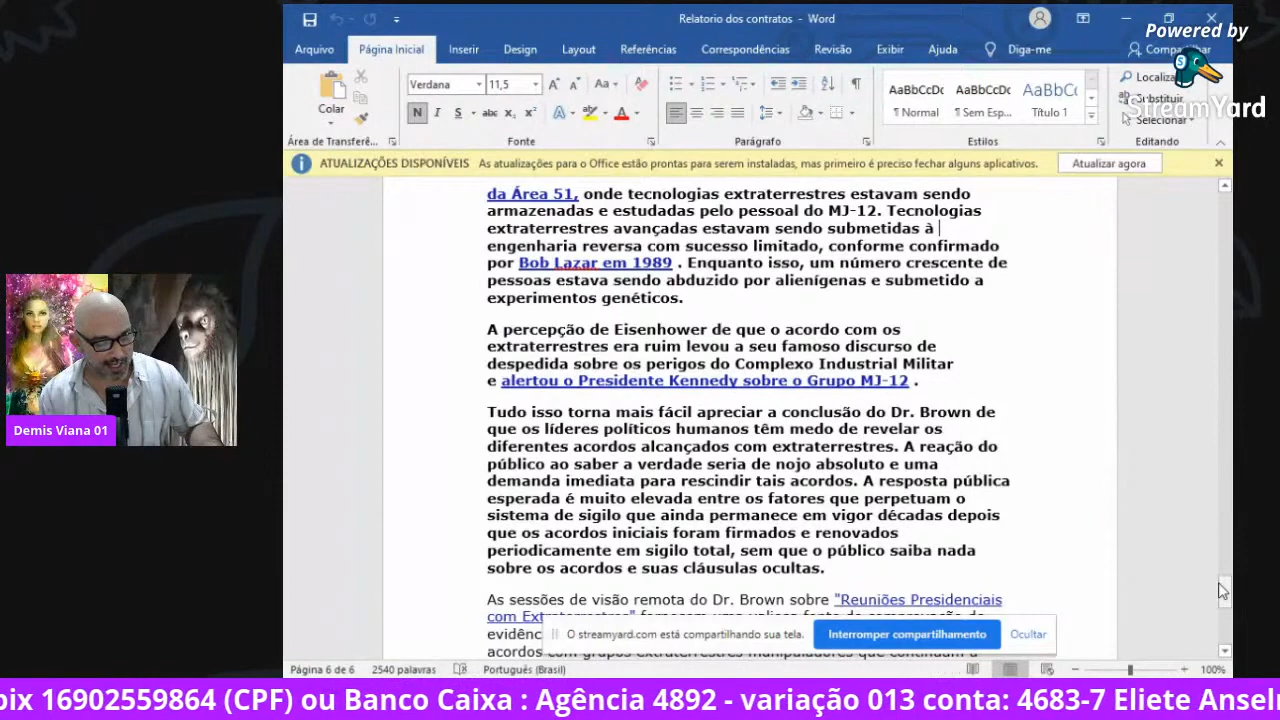 Relatorio dos contratos - Word
Powered by
StreamYard
Arquivo Página Inicial Inserir Design Layout Referências Correspondências Revisão Exibir Ajuda Diga-me Compartilhar
Colar
Verdana 11,5
Aa
N I S abc x₂ x²
AaBbCcDc AaBbCcDc AaBbCc
¶ Normal ¶ Sem Esp... Título 1
Localizar
Substituir
Selecionar
Área de Transferê... Fonte Parágrafo Estilos Editando
ATUALIZAÇÕES DISPONÍVEIS As atualizações para o Office estão prontas para serem instaladas, mas primeiro é preciso fechar alguns aplicativos. Atualizar agora
da Área 51, onde tecnologias extraterrestres estavam sendo
armazenadas e estudadas pelo pessoal do MJ-12. Tecnologias
extraterrestres avançadas estavam sendo submetidas à
engenharia reversa com sucesso limitado, conforme confirmado
por Bob Lazar em 1989 . Enquanto isso, um número crescente de
pessoas estava sendo abduzido por alienígenas e submetido a
experimentos genéticos.
A percepção de Eisenhower de que o acordo com os
extraterrestres era ruim levou a seu famoso discurso de
despedida sobre os perigos do Complexo Industrial Militar
e alertou o Presidente Kennedy sobre o Grupo MJ-12 .
Tudo isso torna mais fácil apreciar a conclusão do Dr. Brown de
que os líderes políticos humanos têm medo de revelar os
diferentes acordos alcançados com extraterrestres. A reação do
público ao saber a verdade seria de nojo absoluto e uma
demanda imediata para rescindir tais acordos. A resposta pública
esperada é muito elevada entre os fatores que perpetuam o
sistema de sigilo que ainda permanece em vigor décadas depois
que os acordos iniciais foram firmados e renovados
periodicamente em sigilo total, sem que o público saiba nada
sobre os acordos e suas cláusulas ocultas.
As sessões de visão remota do Dr. Brown sobre "Reuniões Presidenciais
com
O streamyard.com está compartilhando sua tela. Interromper compartilhamento Ocultar
Demis Viana 01
Página 6 de 6 2540 palavras Português (Brasil) 100%
pix 16902559864 (CPF) ou Banco Caixa : Agência 4892 - variação 013 conta: 4683-7 Eliete